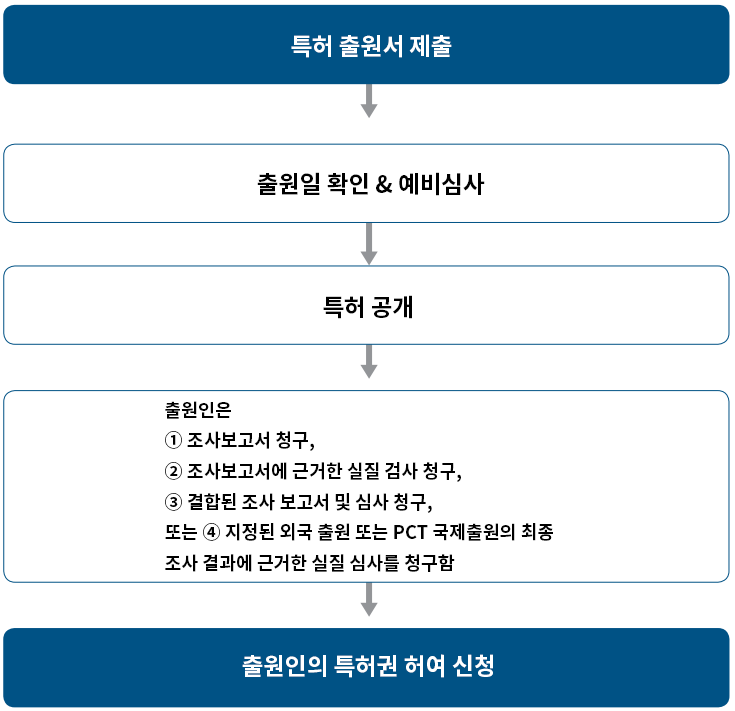 특허 출원서 제출
출원일 확인 & 예비심사
특허 공개
출원인은
① 조사보고서 청구,
② 조사보고서에 근거한 실질 검사 청구,
③ 결합된 조사 보고서 및 심사 청구,
또는 ④ 지정된 외국 출원 또는 PCT 국제출원의 최종
조사 결과에 근거한 실질 심사를 청구함
출원인의 특허권 허여 신청